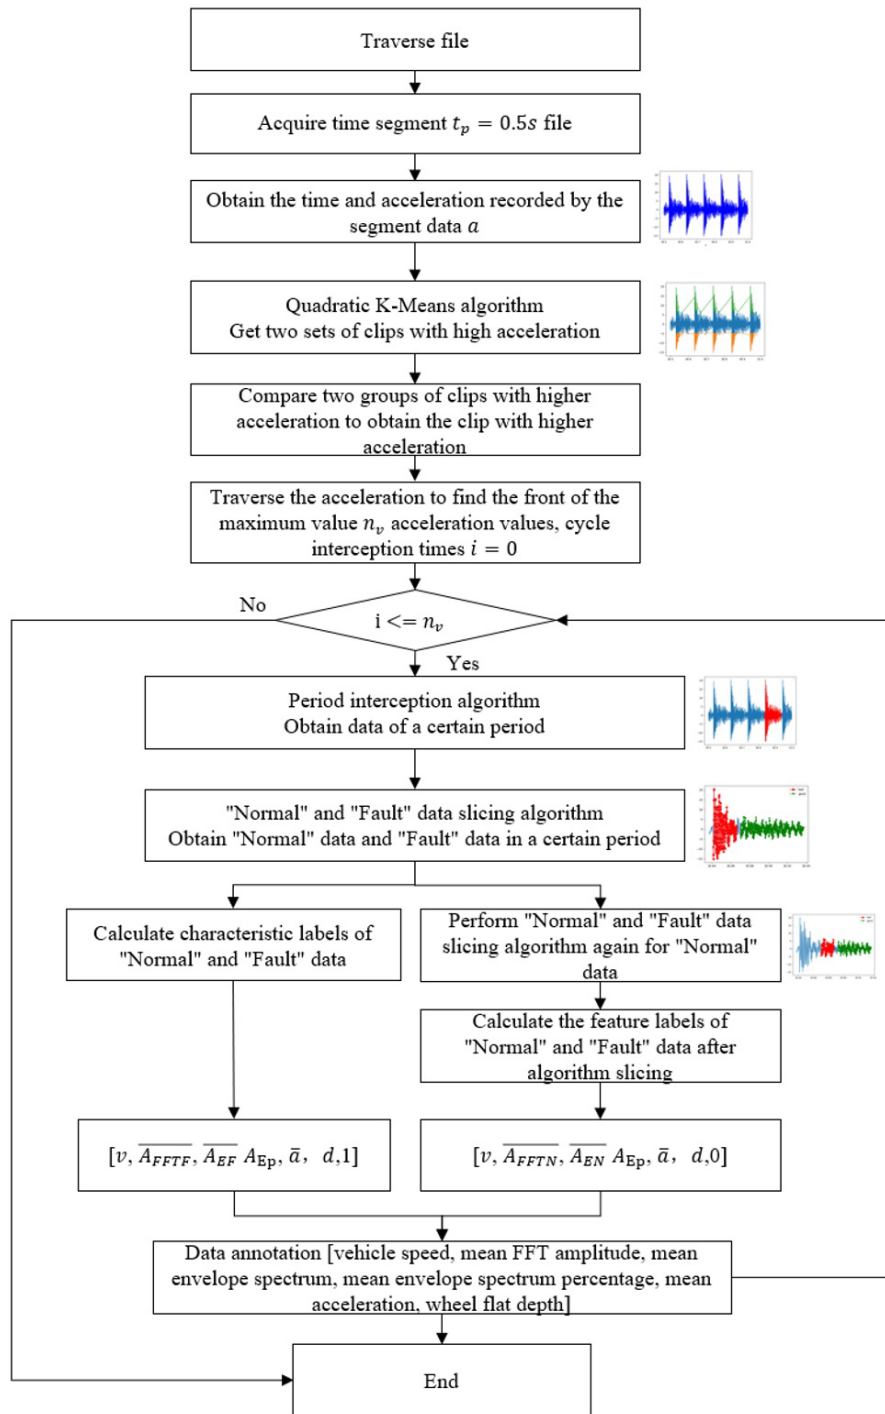 Traverse file
Acquire time segment t_p = 0.5s file
Obtain the time and acceleration recorded by the
segment data a
Quadratic K-Means algorithm
Get two sets of clips with high acceleration
Compare two groups of clips with higher
acceleration to obtain the clip with higher
acceleration
Traverse the acceleration to find the front of the
maximum value n_v acceleration values, cycle
interception times i = 0
No
i <= n_v
Yes
Period interception algorithm
Obtain data of a certain period
"Normal" and "Fault" data slicing algorithm
Obtain "Normal" data and "Fault" data in a certain period
Calculate characteristic labels of
"Normal" and "Fault" data
Perform "Normal" and "Fault" data
slicing algorithm again for "Normal"
data
Calculate the feature labels of
"Normal" and "Fault" data after
algorithm slicing
[v, \overline{A_{FFTF}}, \overline{A_{EF}} A_{Ep}, \bar{a}, d,1]
[v, \overline{A_{FFTN}}, \overline{A_{EN}} A_{Ep}, \bar{a}, d,0]
Data annotation [vehicle speed, mean FFT amplitude, mean
envelope spectrum, mean envelope spectrum percentage, mean
acceleration, wheel flat depth]
End